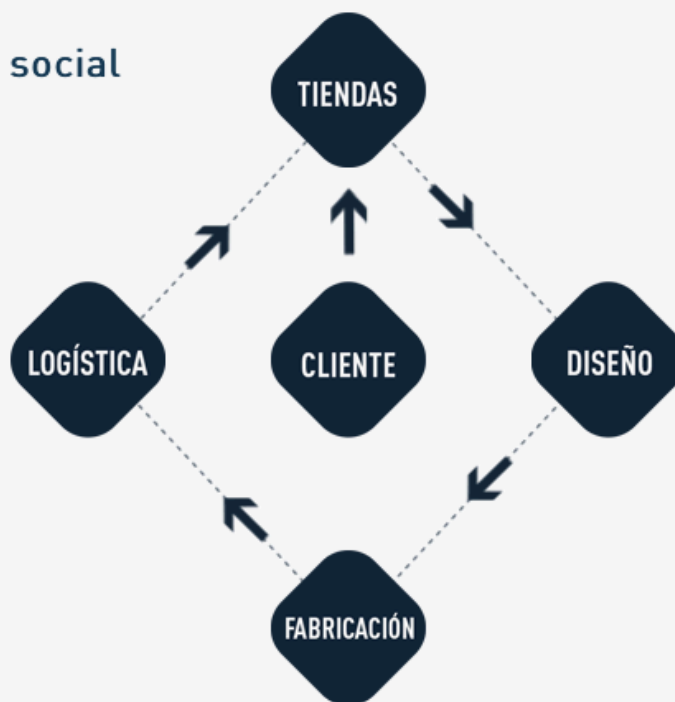 social
TIENDAS
LOGÍSTICA
CLIENTE
DISEÑO
FABRICACIÓN